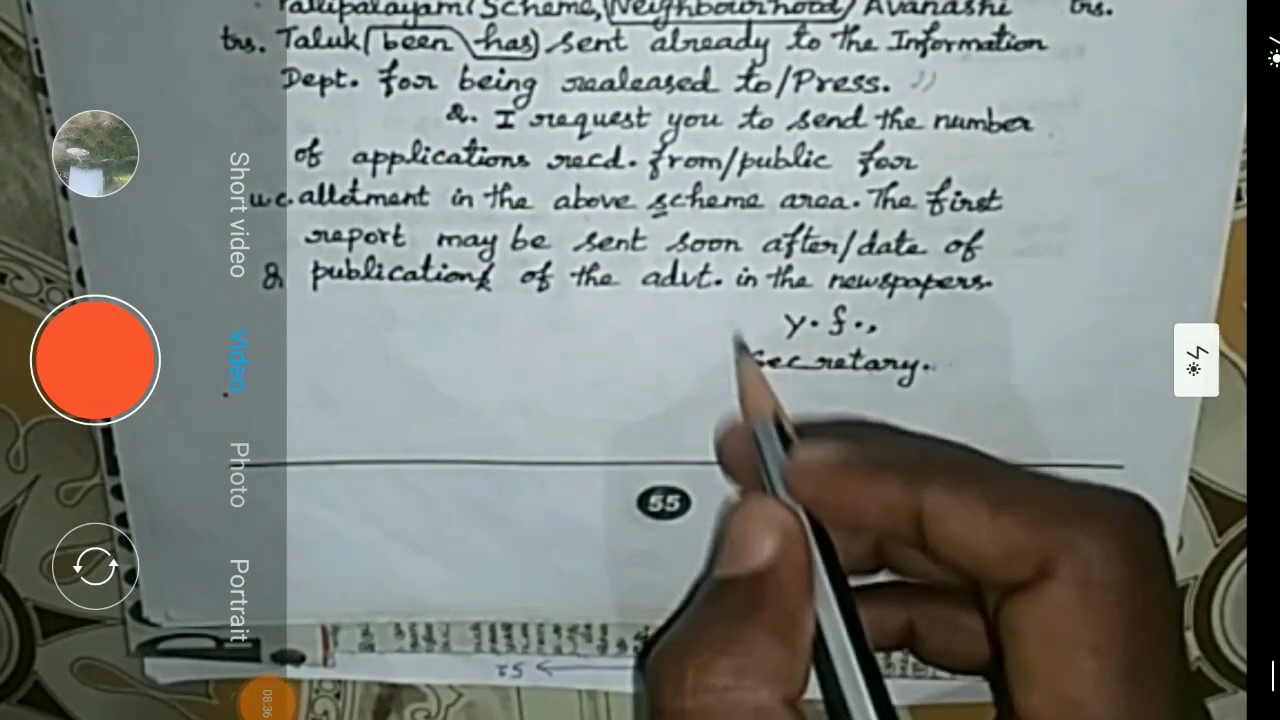 Pallipalayam (Scheme, Neighbourhood) Avanashi trs.
trs. Taluk (been has) sent already to the Information
Dept. for being realeased to/Press. ))
2. I request you to send the number
of applications recd. from/public for
u.c. allotment in the above scheme area. The first
report may be sent soon after/date of
publication of the advt. in the newspapers.
Y. f.,
Secretary.
55
Short video
Video
Photo
Portrait
08:36